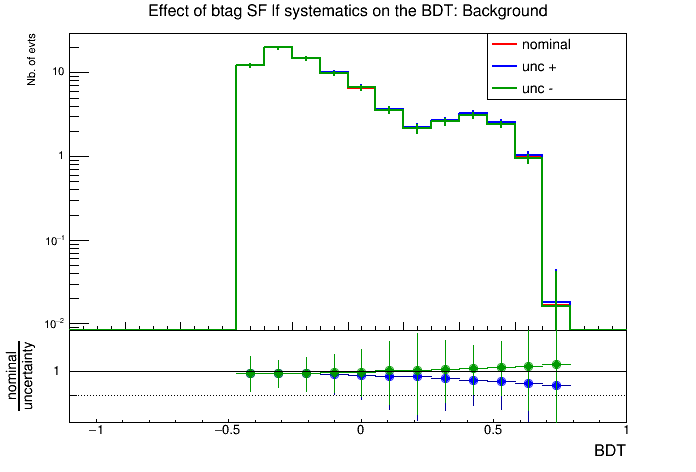 Effect of btag SF lf systematics on the BDT: Background
Nb. of evts
nominal
unc +
unc -
10
1
10⁻¹
10⁻²
nominal
uncertainty
1
−1
−0.5
0
0.5
1
BDT